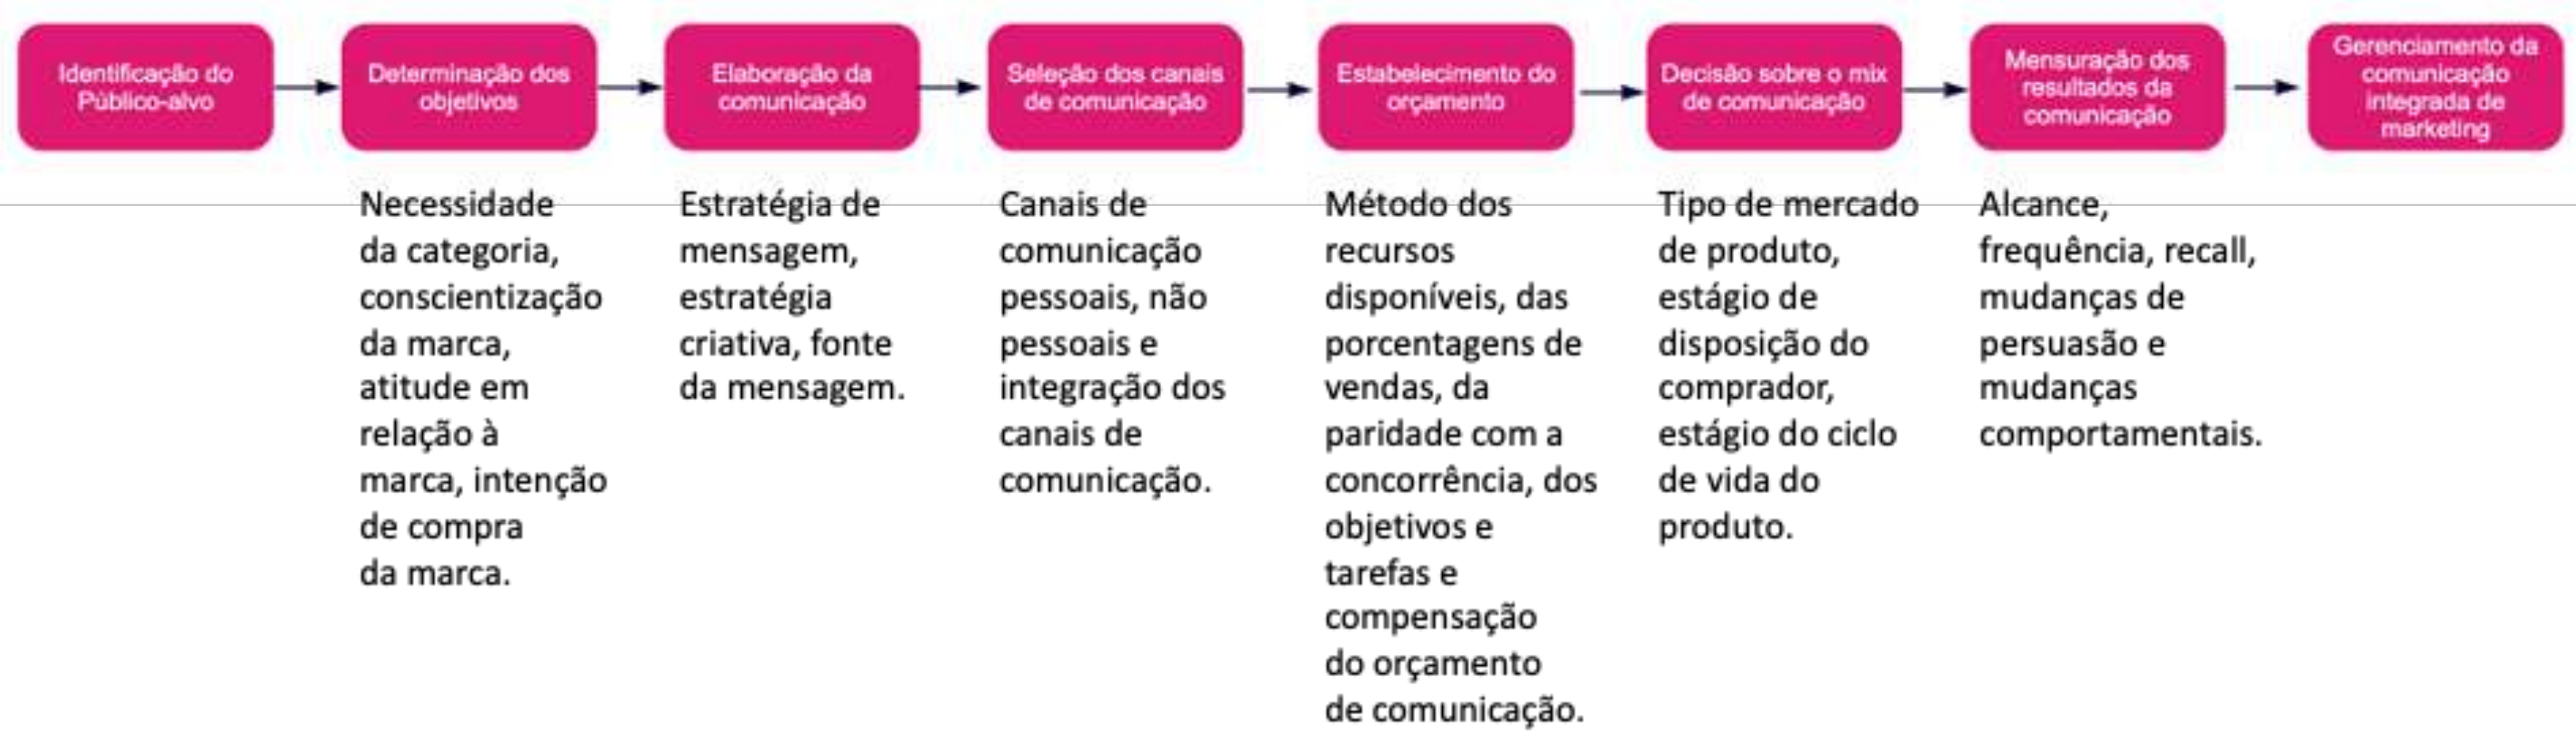 Identificação do
Público-alvo
Determinação dos
objetivos
Elaboração da
comunicação
Seleção dos canais
de comunicação
Estabelecimento do
orçamento
Decisão sobre o mix
de comunicação
Mensuração dos
resultados da
comunicação
Gerenciamento da
comunicação
integrada de
marketing
Necessidade
da categoria,
conscientização
da marca,
atitude em
relação à
marca, intenção
de compra
da marca.
Estratégia de
mensagem,
estratégia
criativa, fonte
da mensagem.
Canais de
comunicação
pessoais, não
pessoais e
integração dos
canais de
comunicação.
Método dos
recursos
disponíveis, das
porcentagens de
vendas, da
paridade com a
concorrência, dos
objetivos e
tarefas e
compensação
do orçamento
de comunicação.
Tipo de mercado
de produto,
estágio de
disposição do
comprador,
estágio do ciclo
de vida do
produto.
Alcance,
frequência, recall,
mudanças de
persuasão e
mudanças
comportamentais.